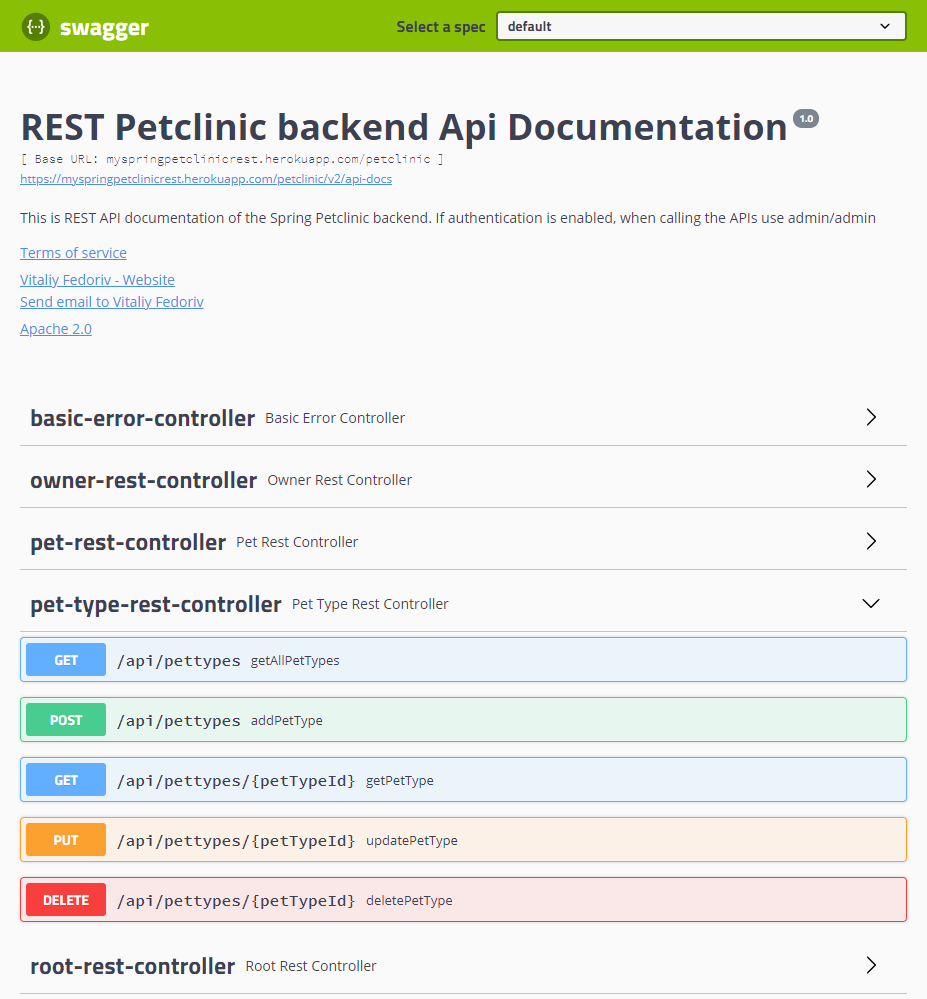 {···} swagger Select a spec default
REST Petclinic backend Api Documentation 1.0
[ Base URL: myspringpetclinicrest.herokuapp.com/petclinic ]
https://myspringpetclinicrest.herokuapp.com/petclinic/v2/api-docs
This is REST API documentation of the Spring Petclinic backend. If authentication is enabled, when calling the APIs use admin/admin
Terms of service
Vitaliy Fedoriv - Website
Send email to Vitaliy Fedoriv
Apache 2.0
basic-error-controller Basic Error Controller
owner-rest-controller Owner Rest Controller
pet-rest-controller Pet Rest Controller
pet-type-rest-controller Pet Type Rest Controller
GET /api/pettypes getAllPetTypes
POST /api/pettypes addPetType
GET /api/pettypes/{petTypeId} getPetType
PUT /api/pettypes/{petTypeId} updatePetType
DELETE /api/pettypes/{petTypeId} deletePetType
root-rest-controller Root Rest Controller